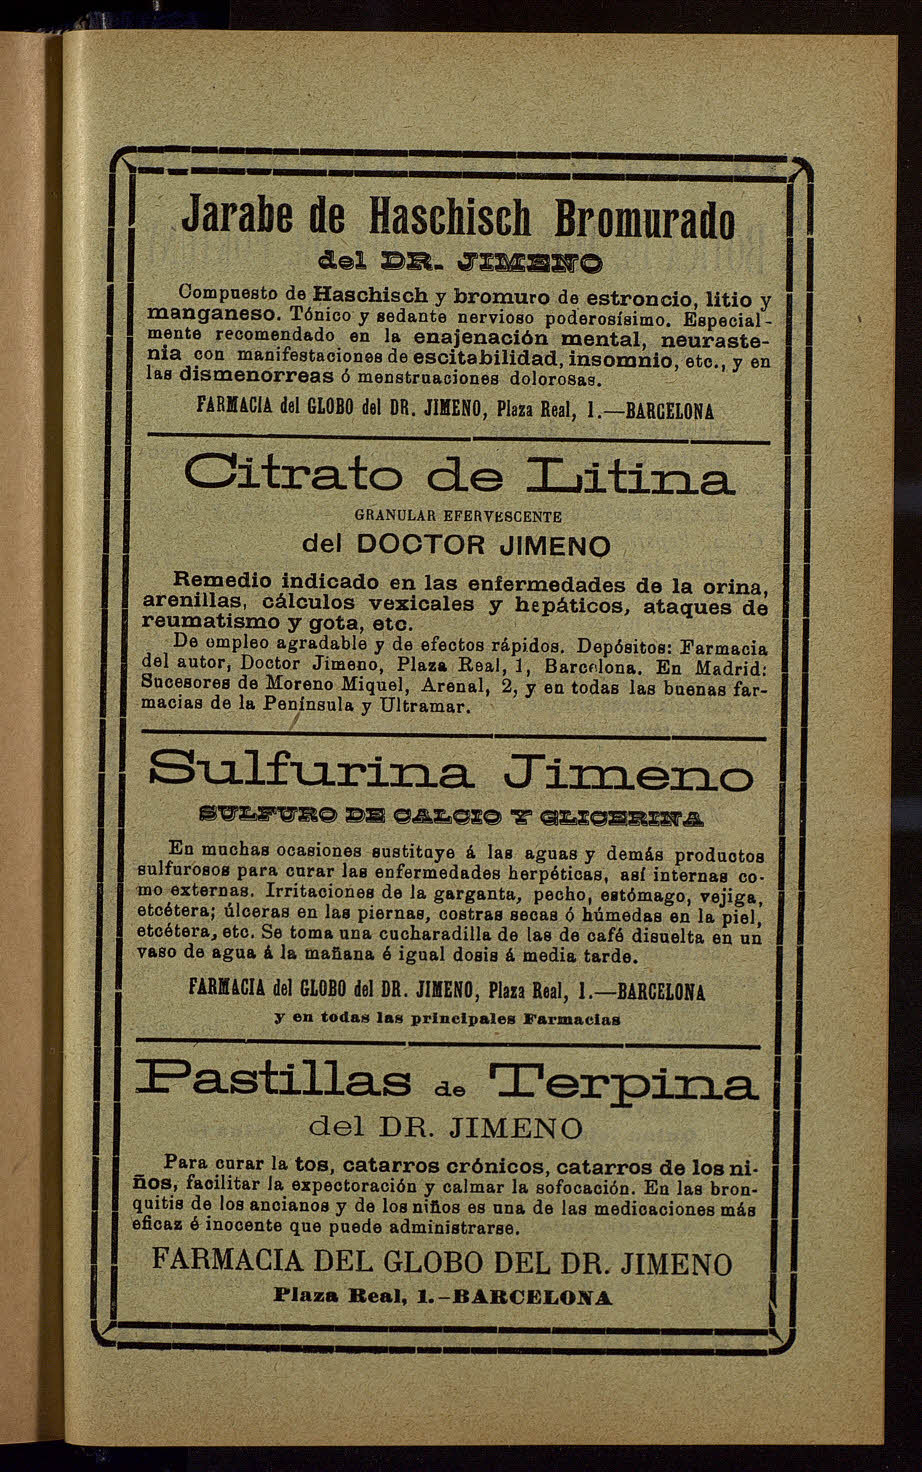 Jarabe de Haschisch Bromurado
del DR. JIMENO
Compuesto de Haschisch y bromuro de estroncio, litio y
manganeso. Tónico y sedante nervioso poderosísimo. Especial-
mente recomendado en la enajenación mental, neuraste-
nia con manifestaciones de escitabilidad, insomnio, etc., y en
las dismenorreas ó menstruaciones dolorosas.
FARMACIA del GLOBO del DR. JIMENO, Plaza Real, 1.—BARCELONA
Citrato de Litina
GRANULAR EFERVESCENTE
del DOCTOR JIMENO
Remedio indicado en las enfermedades de la orina,
arenillas, cálculos vexicales y hepáticos, ataques de
reumatismo y gota, etc.
De empleo agradable y de efectos rápidos. Depósitos: Farmacia
del autor, Doctor Jimeno, Plaza Real, 1, Barcelona. En Madrid:
Sucesores de Moreno Miquel, Arenal, 2, y en todas las buenas far-
macias de la Península y Ultramar.
Sulfurina Jimeno
SULFURO DE CALCIO Y GLICERINA
En muchas ocasiones sustituye á las aguas y demás productos
sulfurosos para curar las enfermedades herpéticas, así internas co-
mo externas. Irritaciones de la garganta, pecho, estómago, vejiga,
etcétera; úlceras en las piernas, costras secas ó húmedas en la piel,
etcétera, etc. Se toma una cucharadilla de las de café disuelta en un
vaso de agua á la mañana é igual dosis á media tarde.
FARMACIA del GLOBO del DR. JIMENO, Plaza Real, 1.—BARCELONA
y en todas las principales Farmacias
Pastillas de Terpina
del DR. JIMENO
Para curar la tos, catarros crónicos, catarros de los ni-
ños, facilitar la expectoración y calmar la sofocación. En las bron-
quitis de los ancianos y de los niños es una de las medicaciones más
eficaz é inocente que puede administrarse.
FARMACIA DEL GLOBO DEL DR. JIMENO
Plaza Real, 1.-BARCELONA